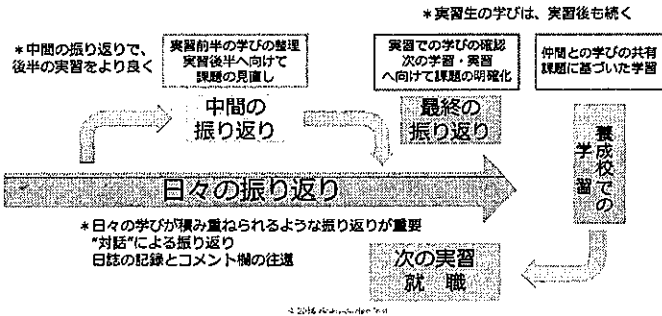 *実習生の学びは、実習後も続く
*中間の振り返りで、
後半の実習をより良く
実習前半の学びの整理
実習後半へ向けて
課題の見直し
実習での学びの確認
次の学習・実習
へ向けて課題の明確化
仲間との学びの共有
課題に基づいた学習
中間の
振り返り
最終の
振り返り
養成校での
学習
日々の振り返り
*日々の学びが積み重ねられるような振り返りが重要
"対話"による振り返り
日誌の記録とコメント欄の往還
次の実習
就 職